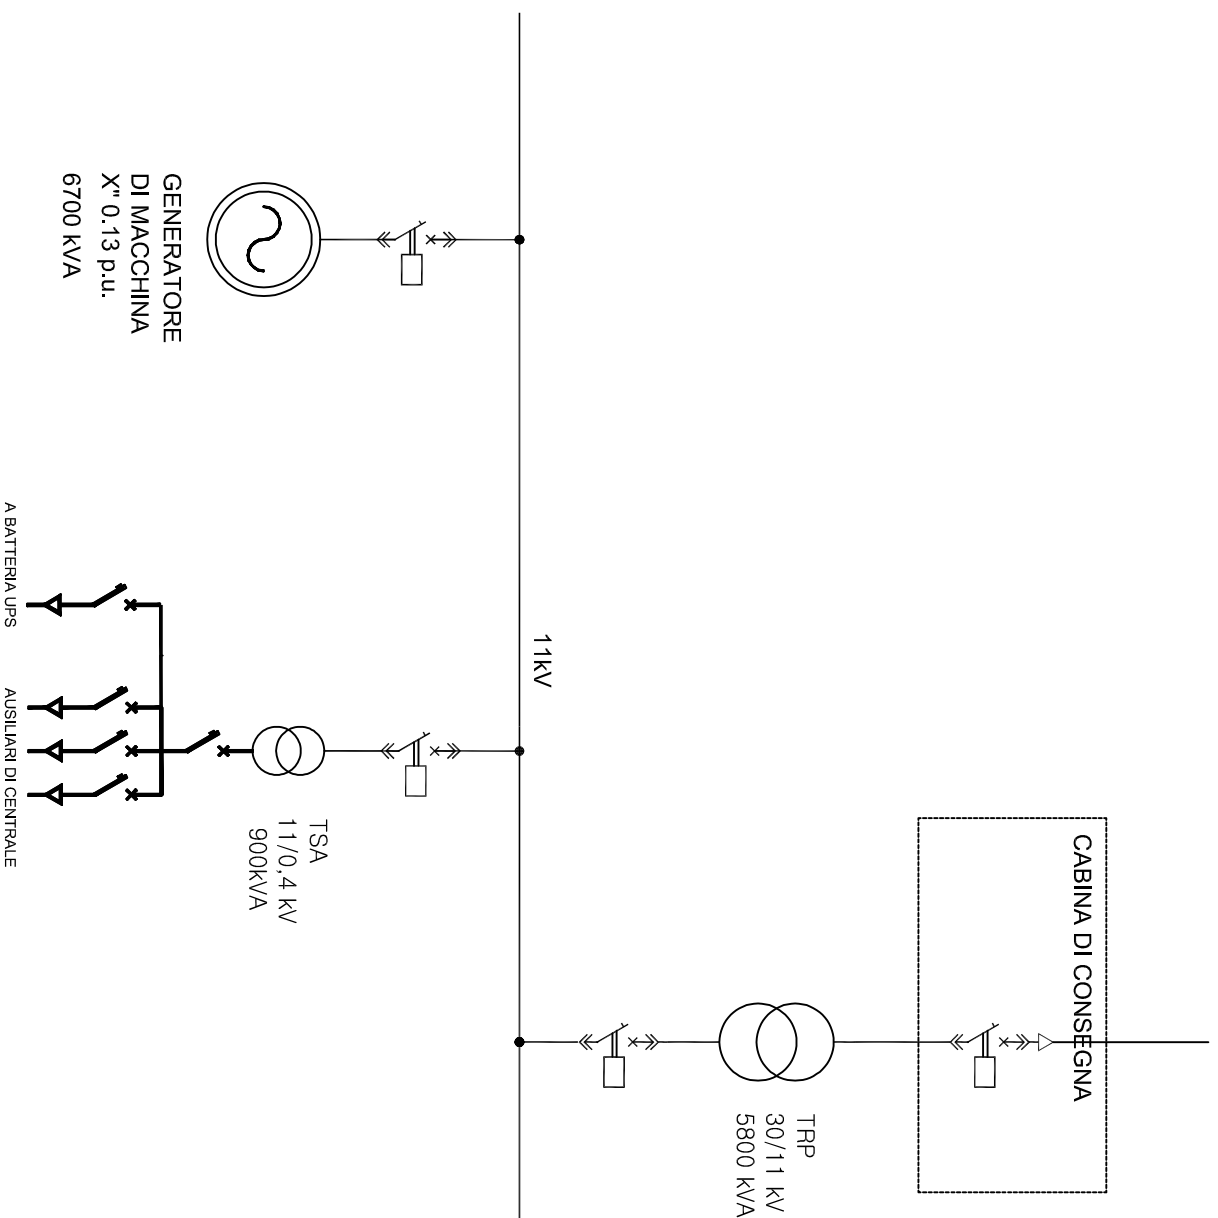 CABINA DI CONSEGNA
TRP
30/11 kV
5800 kVA
11kV
GENERATORE
DI MACCHINA
X" 0.13 p.u.
6700 kVA
TSA
11/0,4 kV
900kVA
A BATTERIA UPS
AUSILIARI DI CENTRALE